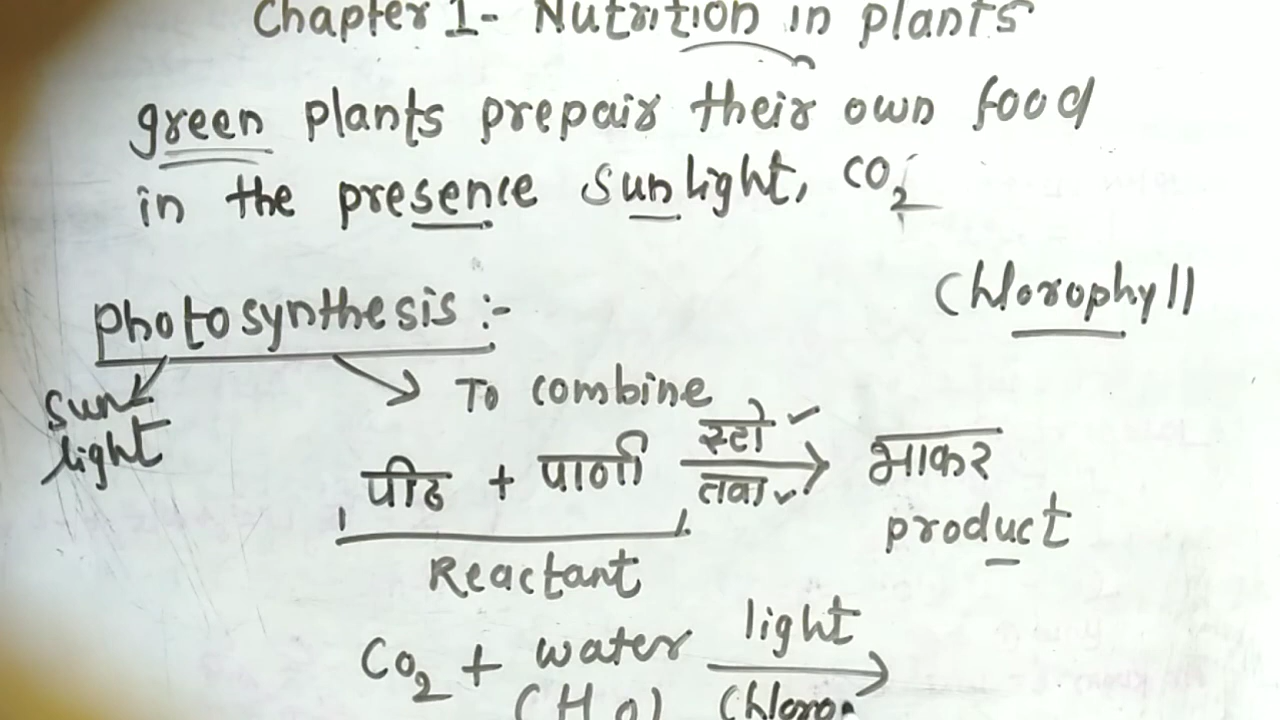 Chapter 1- Nutrition in plants
green plants prepair their own food
in the presence sunlight, CO2
Chlorophyll
photosynthesis :-
sun
light
To combine
पीठ + पाणी
स्टो
तवा
भाकर
product
Reactant
CO2 + water
light
(H2O)